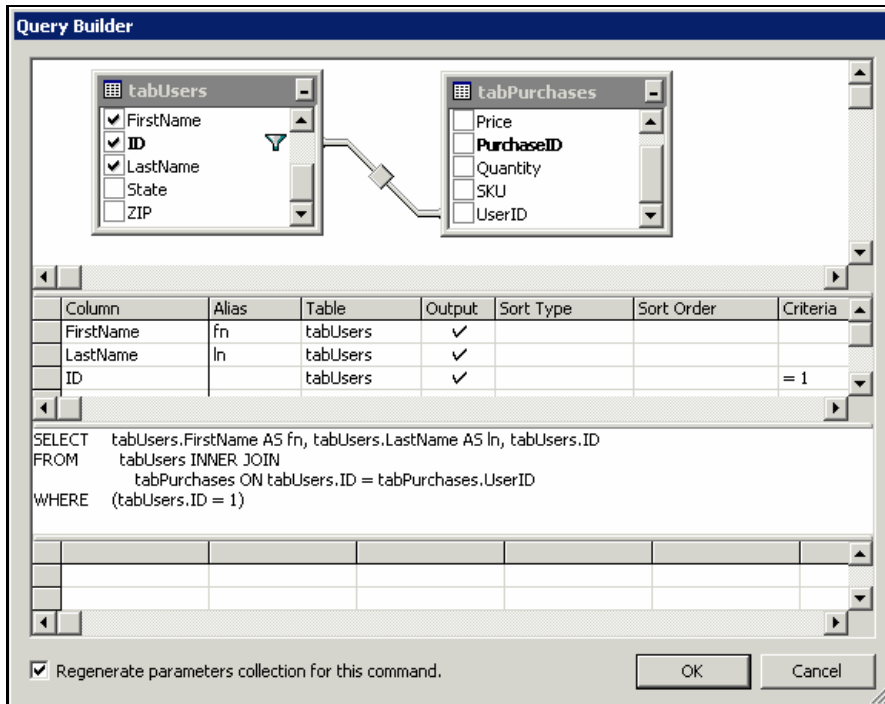 Query Builder
tabUsers
FirstName
ID
LastName
State
ZIP
tabPurchases
Price
PurchaseID
Quantity
SKU
UserID
Column Alias Table Output Sort Type Sort Order Criteria
FirstName fn tabUsers
LastName ln tabUsers
ID tabUsers = 1
SELECT tabUsers.FirstName AS fn, tabUsers.LastName AS ln, tabUsers.ID
FROM tabUsers INNER JOIN
tabPurchases ON tabUsers.ID = tabPurchases.UserID
WHERE (tabUsers.ID = 1)
Regenerate parameters collection for this command.
OK Cancel